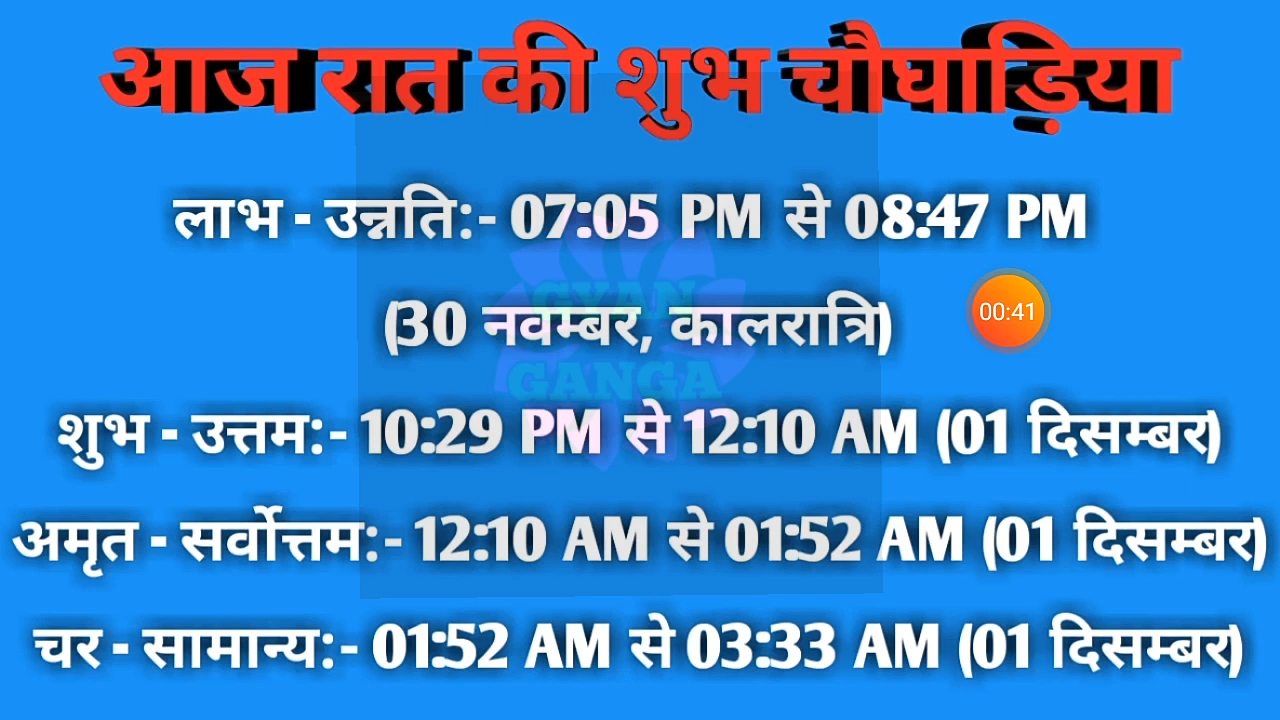 आज रात की शुभ चौघाड़िया
लाभ - उन्नति:- 07:05 PM से 08:47 PM
(30 नवम्बर, कालरात्रि)
00:41
GYAN
GANGA
शुभ - उत्तम:- 10:29 PM से 12:10 AM (01 दिसम्बर)
अमृत - सर्वोत्तम:- 12:10 AM से 01:52 AM (01 दिसम्बर)
चर - सामान्य:- 01:52 AM से 03:33 AM (01 दिसम्बर)